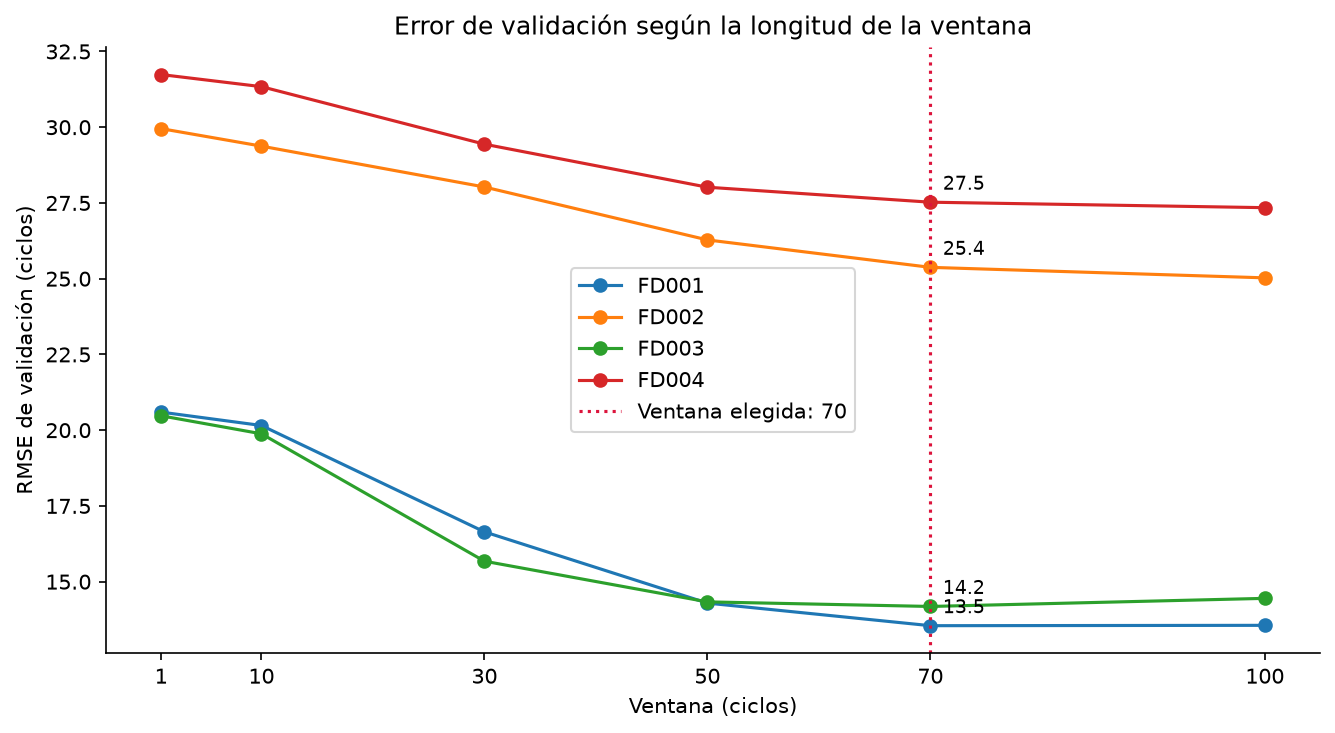 Error de validación según la longitud de la ventana
RMSE de validación (ciclos)
32.5
30.0
27.5
25.0
22.5
20.0
17.5
15.0
27.5
25.4
14.2
13.5
FD001
FD002
FD003
FD004
Ventana elegida: 70
1 10 30 50 70 100
Ventana (ciclos)